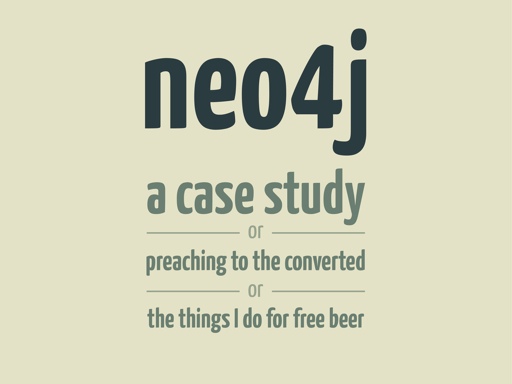 neo4j
a case study
or
preaching to the converted
or
the things I do for free beer